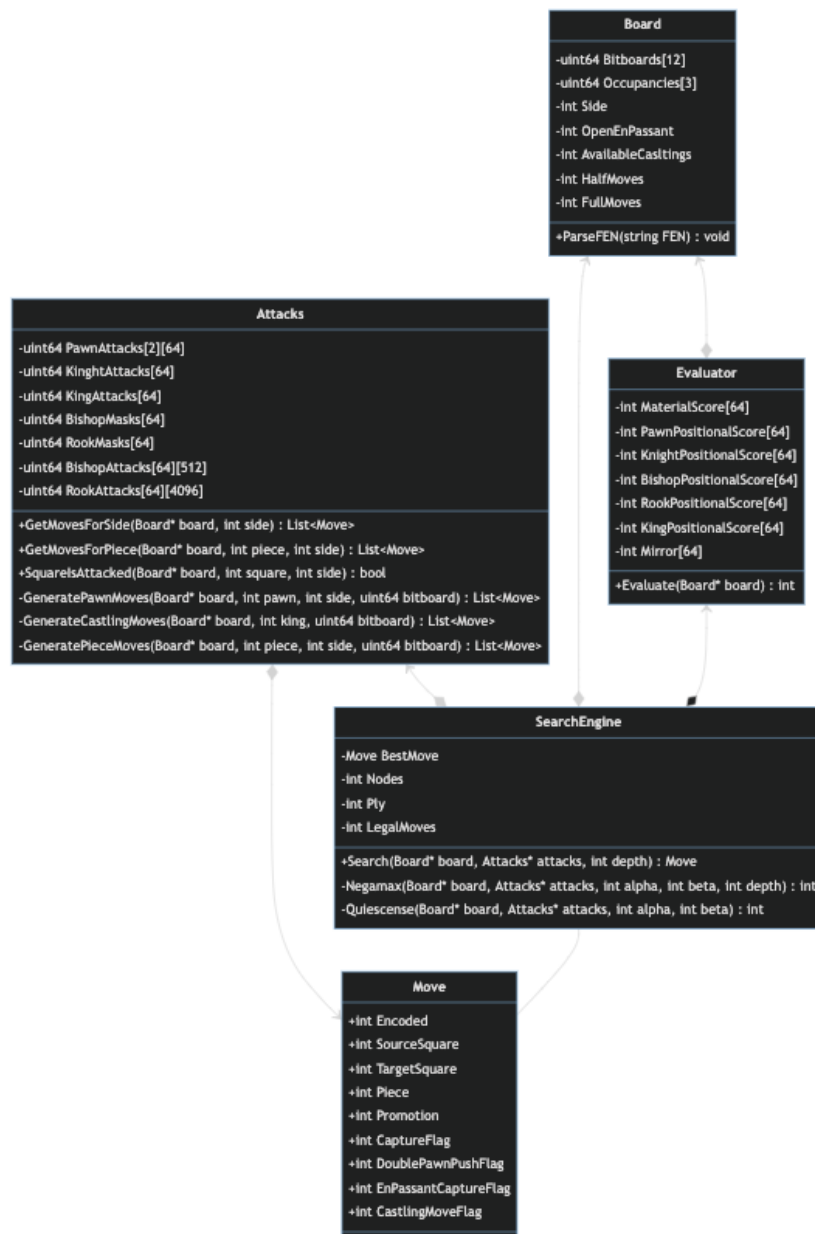 Board
-uint64 Bitboards[12]
-uint64 Occupancies[3]
-int Side
-int OpenEnPassant
-int AvailableCasltings
-int HalfMoves
-int FullMoves
+ParseFEN(string FEN) : void
Attacks
-uint64 PawnAttacks[2][64]
-uint64 KinghtAttacks[64]
-uint64 KingAttacks[64]
-uint64 BishopMasks[64]
-uint64 RookMasks[64]
-uint64 BishopAttacks[64][512]
-uint64 RookAttacks[64][4096]
+GetMovesForSide(Board* board, int side) : List<Move>
+GetMovesForPiece(Board* board, int piece, int side) : List<Move>
+SquareIsAttacked(Board* board, int square, int side) : bool
-GeneratePawnMoves(Board* board, int pawn, int side, uint64 bitboard) : List<Move>
-GenerateCastlingMoves(Board* board, int king, uint64 bitboard) : List<Move>
-GeneratePieceMoves(Board* board, int piece, int side, uint64 bitboard) : List<Move>
Evaluator
-int MaterialScore[64]
-int PawnPositionalScore[64]
-int KnightPositionalScore[64]
-int BishopPositionalScore[64]
-int RookPositionalScore[64]
-int KingPositionalScore[64]
-int Mirror[64]
+Evaluate(Board* board) : int
SearchEngine
-Move BestMove
-int Nodes
-int Ply
-int LegalMoves
+Search(Board* board, Attacks* attacks, int depth) : Move
-Negamax(Board* board, Attacks* attacks, int alpha, int beta, int depth) : int
-Quiescense(Board* board, Attacks* attacks, int alpha, int beta) : int
Move
+int Encoded
+int SourceSquare
+int TargetSquare
+int Piece
+int Promotion
+int CaptureFlag
+int DoublePawnPushFlag
+int EnPassantCaptureFlag
+int CastlingMoveFlag